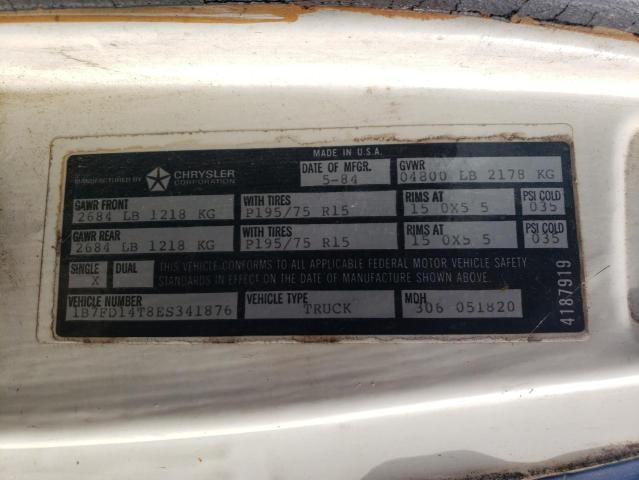 MADE IN U.S.A.
MANUFACTURED BY CHRYSLER CORPORATION
DATE OF MFGR. 5-84
GVWR 04800 LB 2178 KG
GAWR FRONT 2684 LB 1218 KG
WITH TIRES P195/75 R15
RIMS AT 15 0X5 5
PSI COLD 035
GAWR REAR 2684 LB 1218 KG
WITH TIRES P195/75 R15
RIMS AT 15 0X5 5
PSI COLD 035
SINGLE X DUAL
THIS VEHICLE CONFORMS TO ALL APPLICABLE FEDERAL MOTOR VEHICLE SAFETY
STANDARDS IN EFFECT ON THE DATE OF MANUFACTURE SHOWN ABOVE.
VEHICLE NUMBER 1B7FD14T8ES341876
VEHICLE TYPE TRUCK
MDH 306 051820
4187919